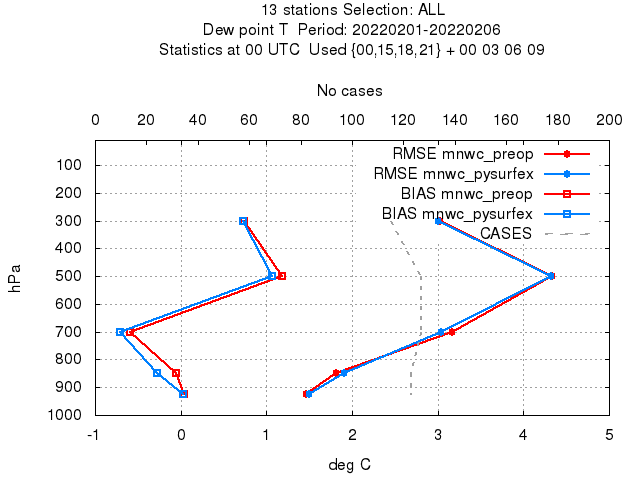 13 stations Selection: ALL
Dew point T  Period: 20220201-20220206
Statistics at 00 UTC  Used {00,15,18,21} + 00 03 06 09
No cases
0 20 40 60 80 100 120 140 160 180 200
RMSE mnwc_preop
RMSE mnwc_pysurfex
BIAS mnwc_preop
BIAS mnwc_pysurfex
CASES
100
200
300
400
500
600
700
800
900
1000
hPa
-1 0 1 2 3 4 5
deg C